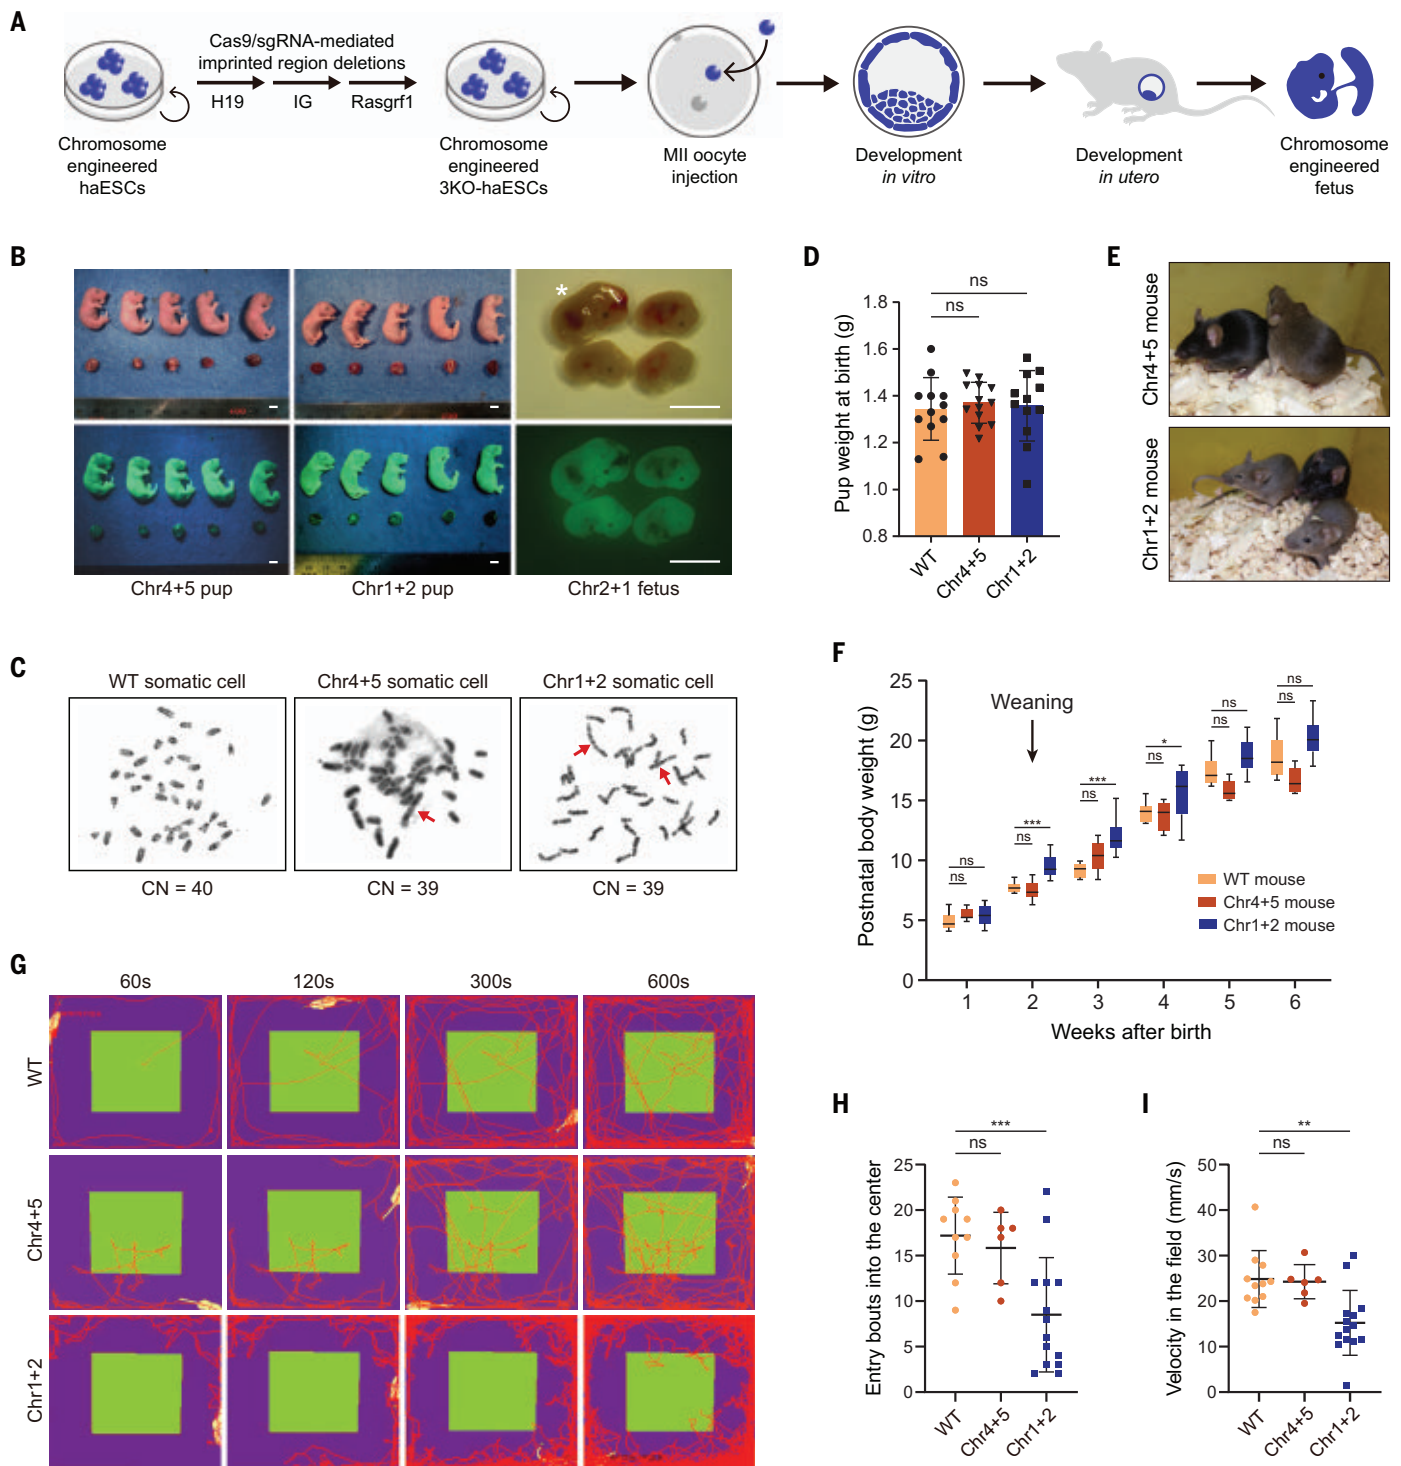 A
Cas9/sgRNA-mediated
imprinted region deletions
H19
IG
Rasgrf1
Chromosome
engineered
haESCs
Chromosome
engineered
3KO-haESCs
MII oocyte
injection
Development
in vitro
Development
in utero
Chromosome
engineered
fetus
B
*
Chr4+5 pup
Chr1+2 pup
Chr2+1 fetus
C
WT somatic cell
Chr4+5 somatic cell
Chr1+2 somatic cell
CN = 40
CN = 39
CN = 39
D
ns
ns
Pup weight at birth (g)
1.8
1.6
1.4
1.2
1.0
0.8
WT
Chr4+5
Chr1+2
E
Chr4+5 mouse
Chr1+2 mouse
F
Postnatal body weight (g)
25
20
15
10
5
0
Weaning
ns
ns
***
ns
***
ns
*
ns
ns
ns
ns
ns
WT mouse
Chr4+5 mouse
Chr1+2 mouse
1 2 3 4 5 6
Weeks after birth
G
60s 120s 300s 600s
WT
Chr4+5
Chr1+2
H
***
ns
Entry bouts into the center
25
20
15
10
5
0
WT
Chr4+5
Chr1+2
I
**
ns
Velocity in the field (mm/s)
50
40
30
20
10
0
WT
Chr4+5
Chr1+2